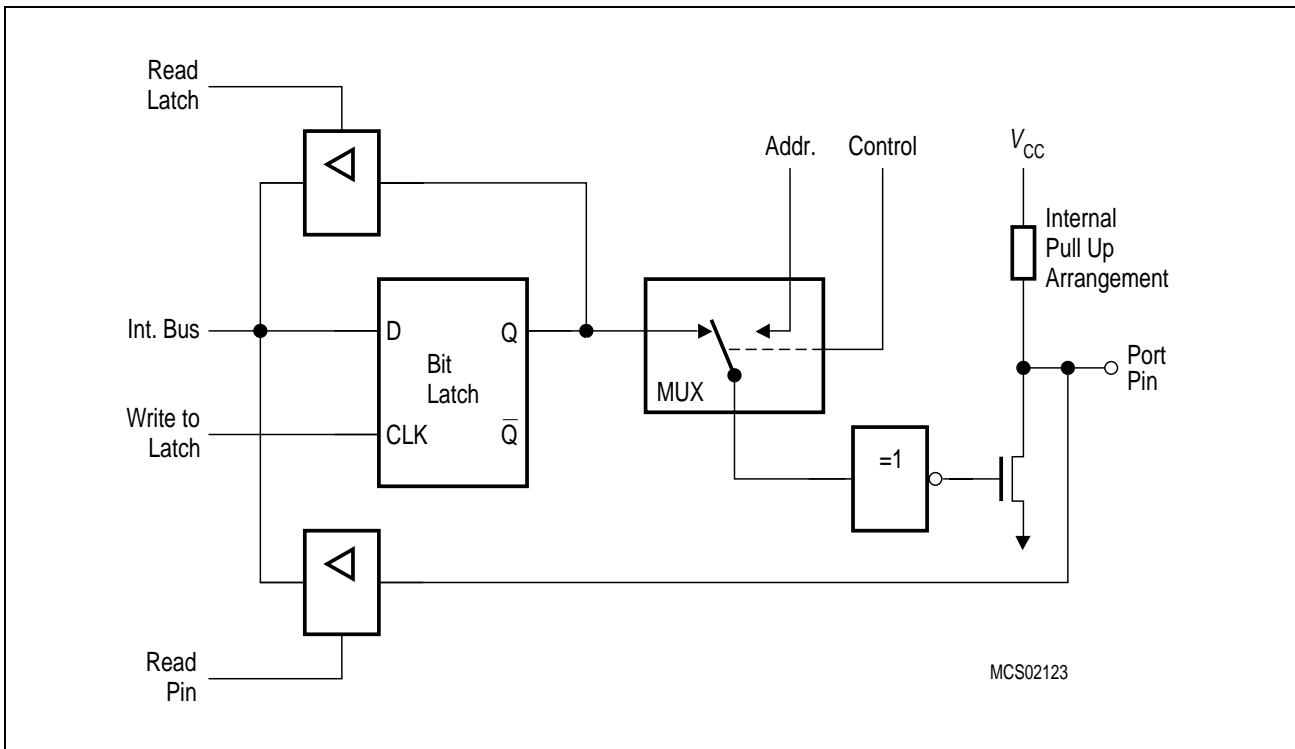 Read
Latch
Addr.
Control
VCC
Internal
Pull Up
Arrangement
Int. Bus
D
Q
Bit
Latch
MUX
Port
Pin
Write to
Latch
CLK
Q̅
=1
Read
Pin
MCS02123